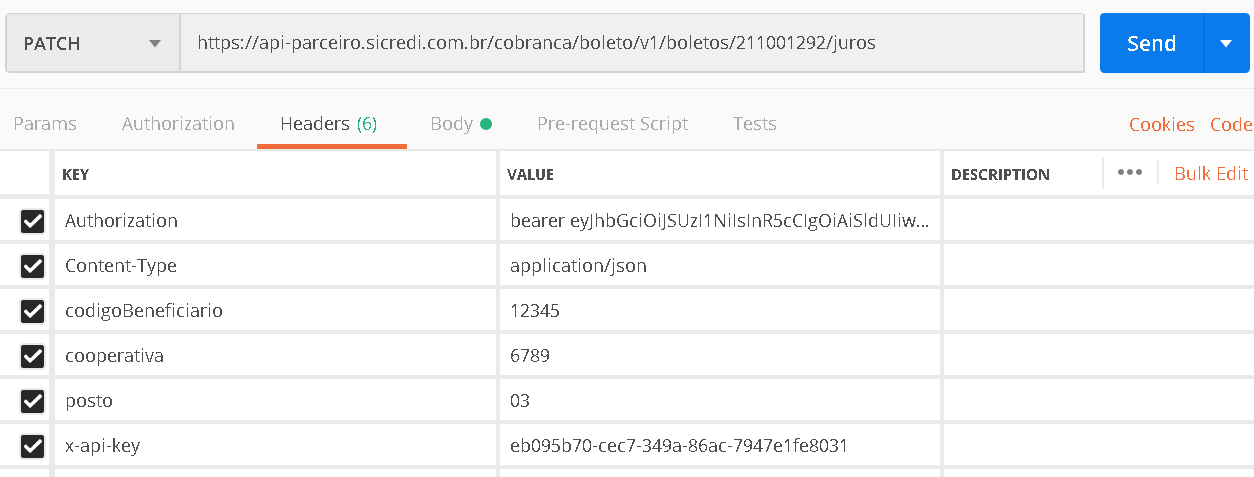 PATCH https://api-parceiro.sicredi.com.br/cobranca/boleto/v1/boletos/211001292/juros Send
Params Authorization Headers (6) Body Pre-request Script Tests Cookies Code
KEY VALUE DESCRIPTION ••• Bulk Edit
Authorization bearer eyJhbGciOiJSUzI1NiIsInR5cCIgOiAiSldUIiw...
Content-Type application/json
codigoBeneficiario 12345
cooperativa 6789
posto 03
x-api-key eb095b70-cec7-349a-86ac-7947e1fe8031